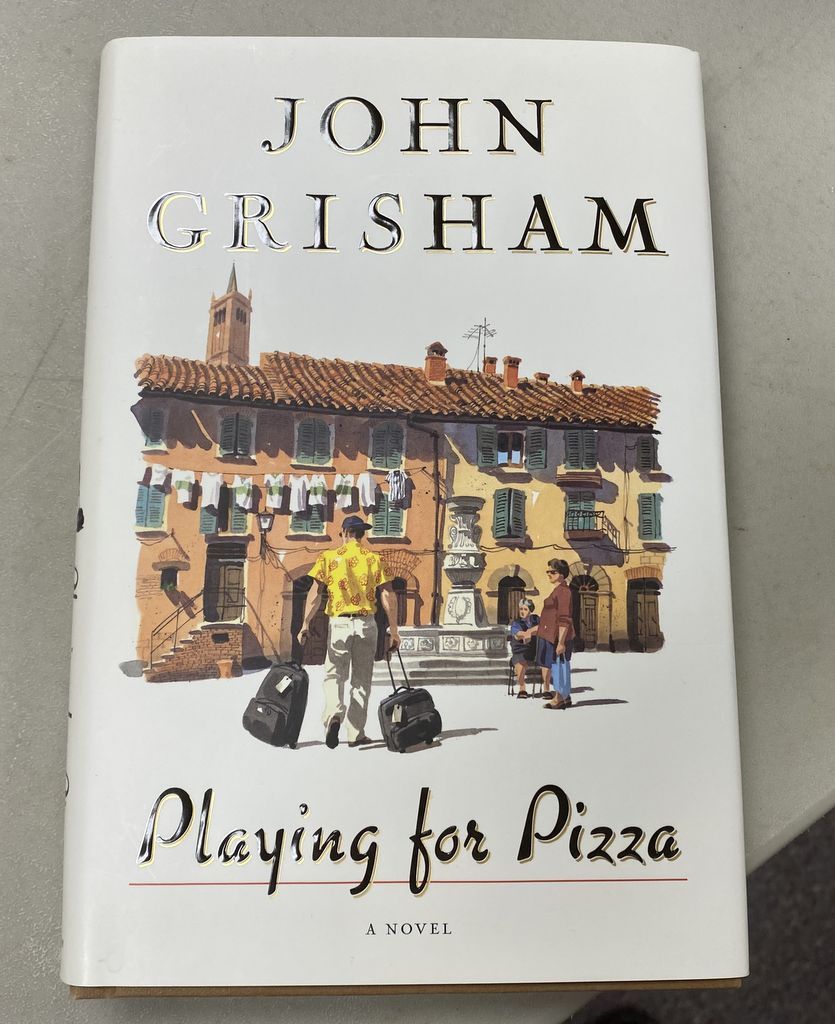 JOHN
GRISHAM
Playing for Pizza
A NOVEL